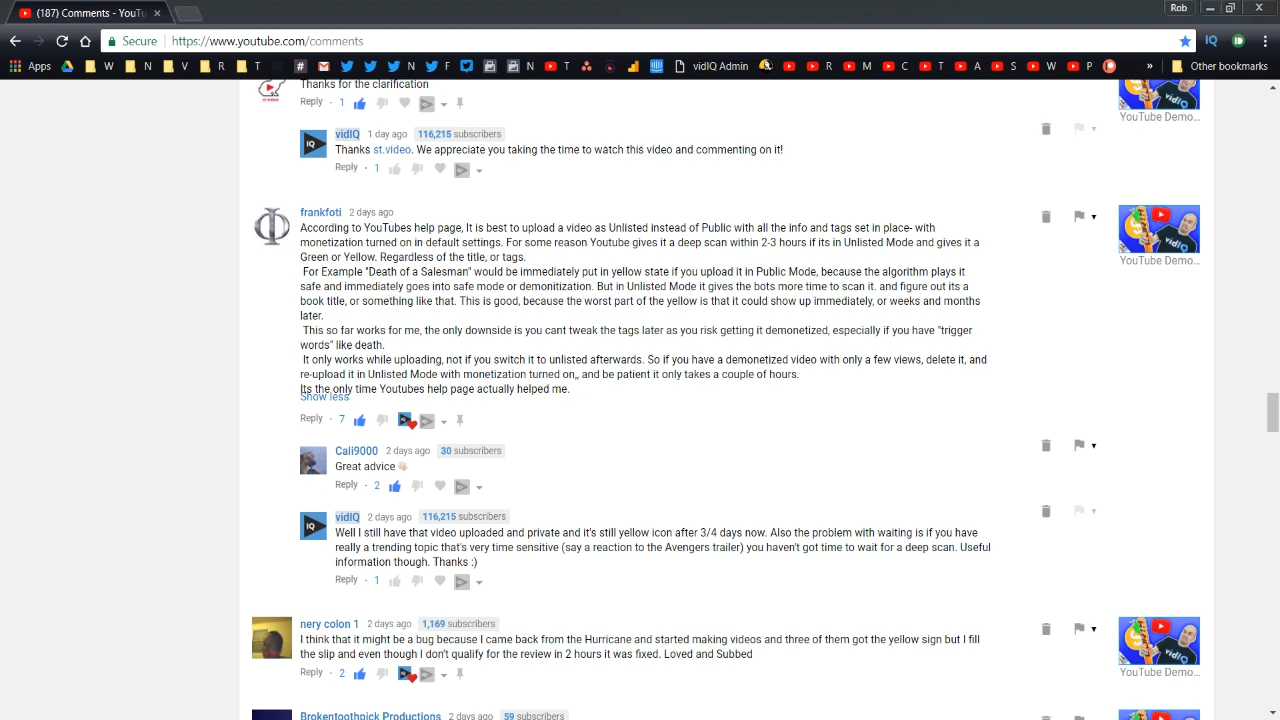 (187) Comments - YouTu
Rob
Secure https://www.youtube.com/comments
IQ
Apps W N V R T # N F N T vidIQ Admin R M C T A S W P » Other bookmarks
Thanks for the clarification
Reply · 1
vidIQ
YouTube Demo...
vidIQ 1 day ago 116,215 subscribers
IQ
Thanks st.video. We appreciate you taking the time to watch this video and commenting on it!
Reply · 1
frankfoti 2 days ago
According to YouTubes help page, It is best to upload a video as Unlisted instead of Public with all the info and tags set in place- with
monetization turned on in default settings. For some reason Youtube gives it a deep scan within 2-3 hours if its in Unlisted Mode and gives it a
Green or Yellow. Regardless of the title, or tags.
vidIQ
YouTube Demo...
For Example "Death of a Salesman" would be immediately put in yellow state if you upload it in Public Mode, because the algorithm plays it
safe and immediately goes into safe mode or demonitization. But in Unlisted Mode it gives the bots more time to scan it. and figure out its a
book title, or something like that. This is good, because the worst part of the yellow is that it could show up immediately, or weeks and months
later.
This so far works for me, the only downside is you cant tweak the tags later as you risk getting it demonetized, especially if you have "trigger
words" like death.
It only works while uploading, not if you switch it to unlisted afterwards. So if you have a demonetized video with only a few views, delete it, and
re-upload it in Unlisted Mode with monetization turned on,, and be patient it only takes a couple of hours.
Its the only time Youtubes help page actually helped me.
Show less
Reply · 7
Cali9000 2 days ago 30 subscribers
Great advice
Reply · 2
vidIQ 2 days ago 116,215 subscribers
IQ
Well I still have that video uploaded and private and it's still yellow icon after 3/4 days now. Also the problem with waiting is if you have
really a trending topic that's very time sensitive (say a reaction to the Avengers trailer) you haven't got time to wait for a deep scan. Useful
information though. Thanks :)
Reply · 1
nery colon 1 2 days ago 1,169 subscribers
I think that it might be a bug because I came back from the Hurricane and started making videos and three of them got the yellow sign but I fill
the slip and even though I don't qualify for the review in 2 hours it was fixed. Loved and Subbed
Reply · 2
vidIQ
YouTube Demo...
Brokentoothpick Productions 2 days ago 59 subscribers